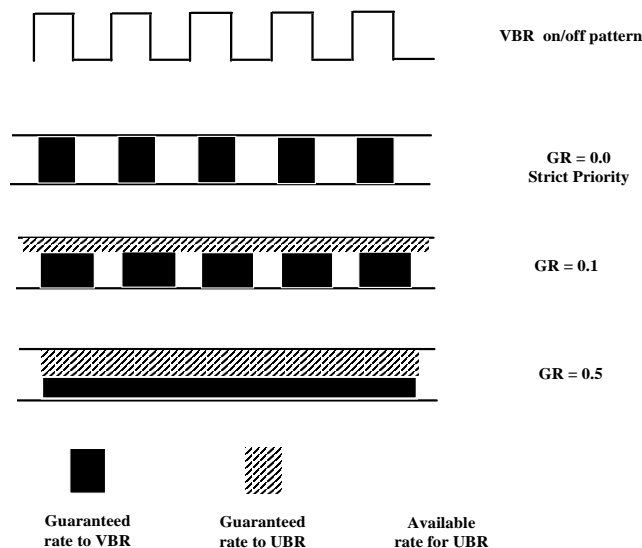 VBR on/off pattern
GR = 0.0
Strict Priority
GR = 0.1
GR = 0.5
Guaranteed
rate to VBR
Guaranteed
rate to UBR
Available
rate for UBR